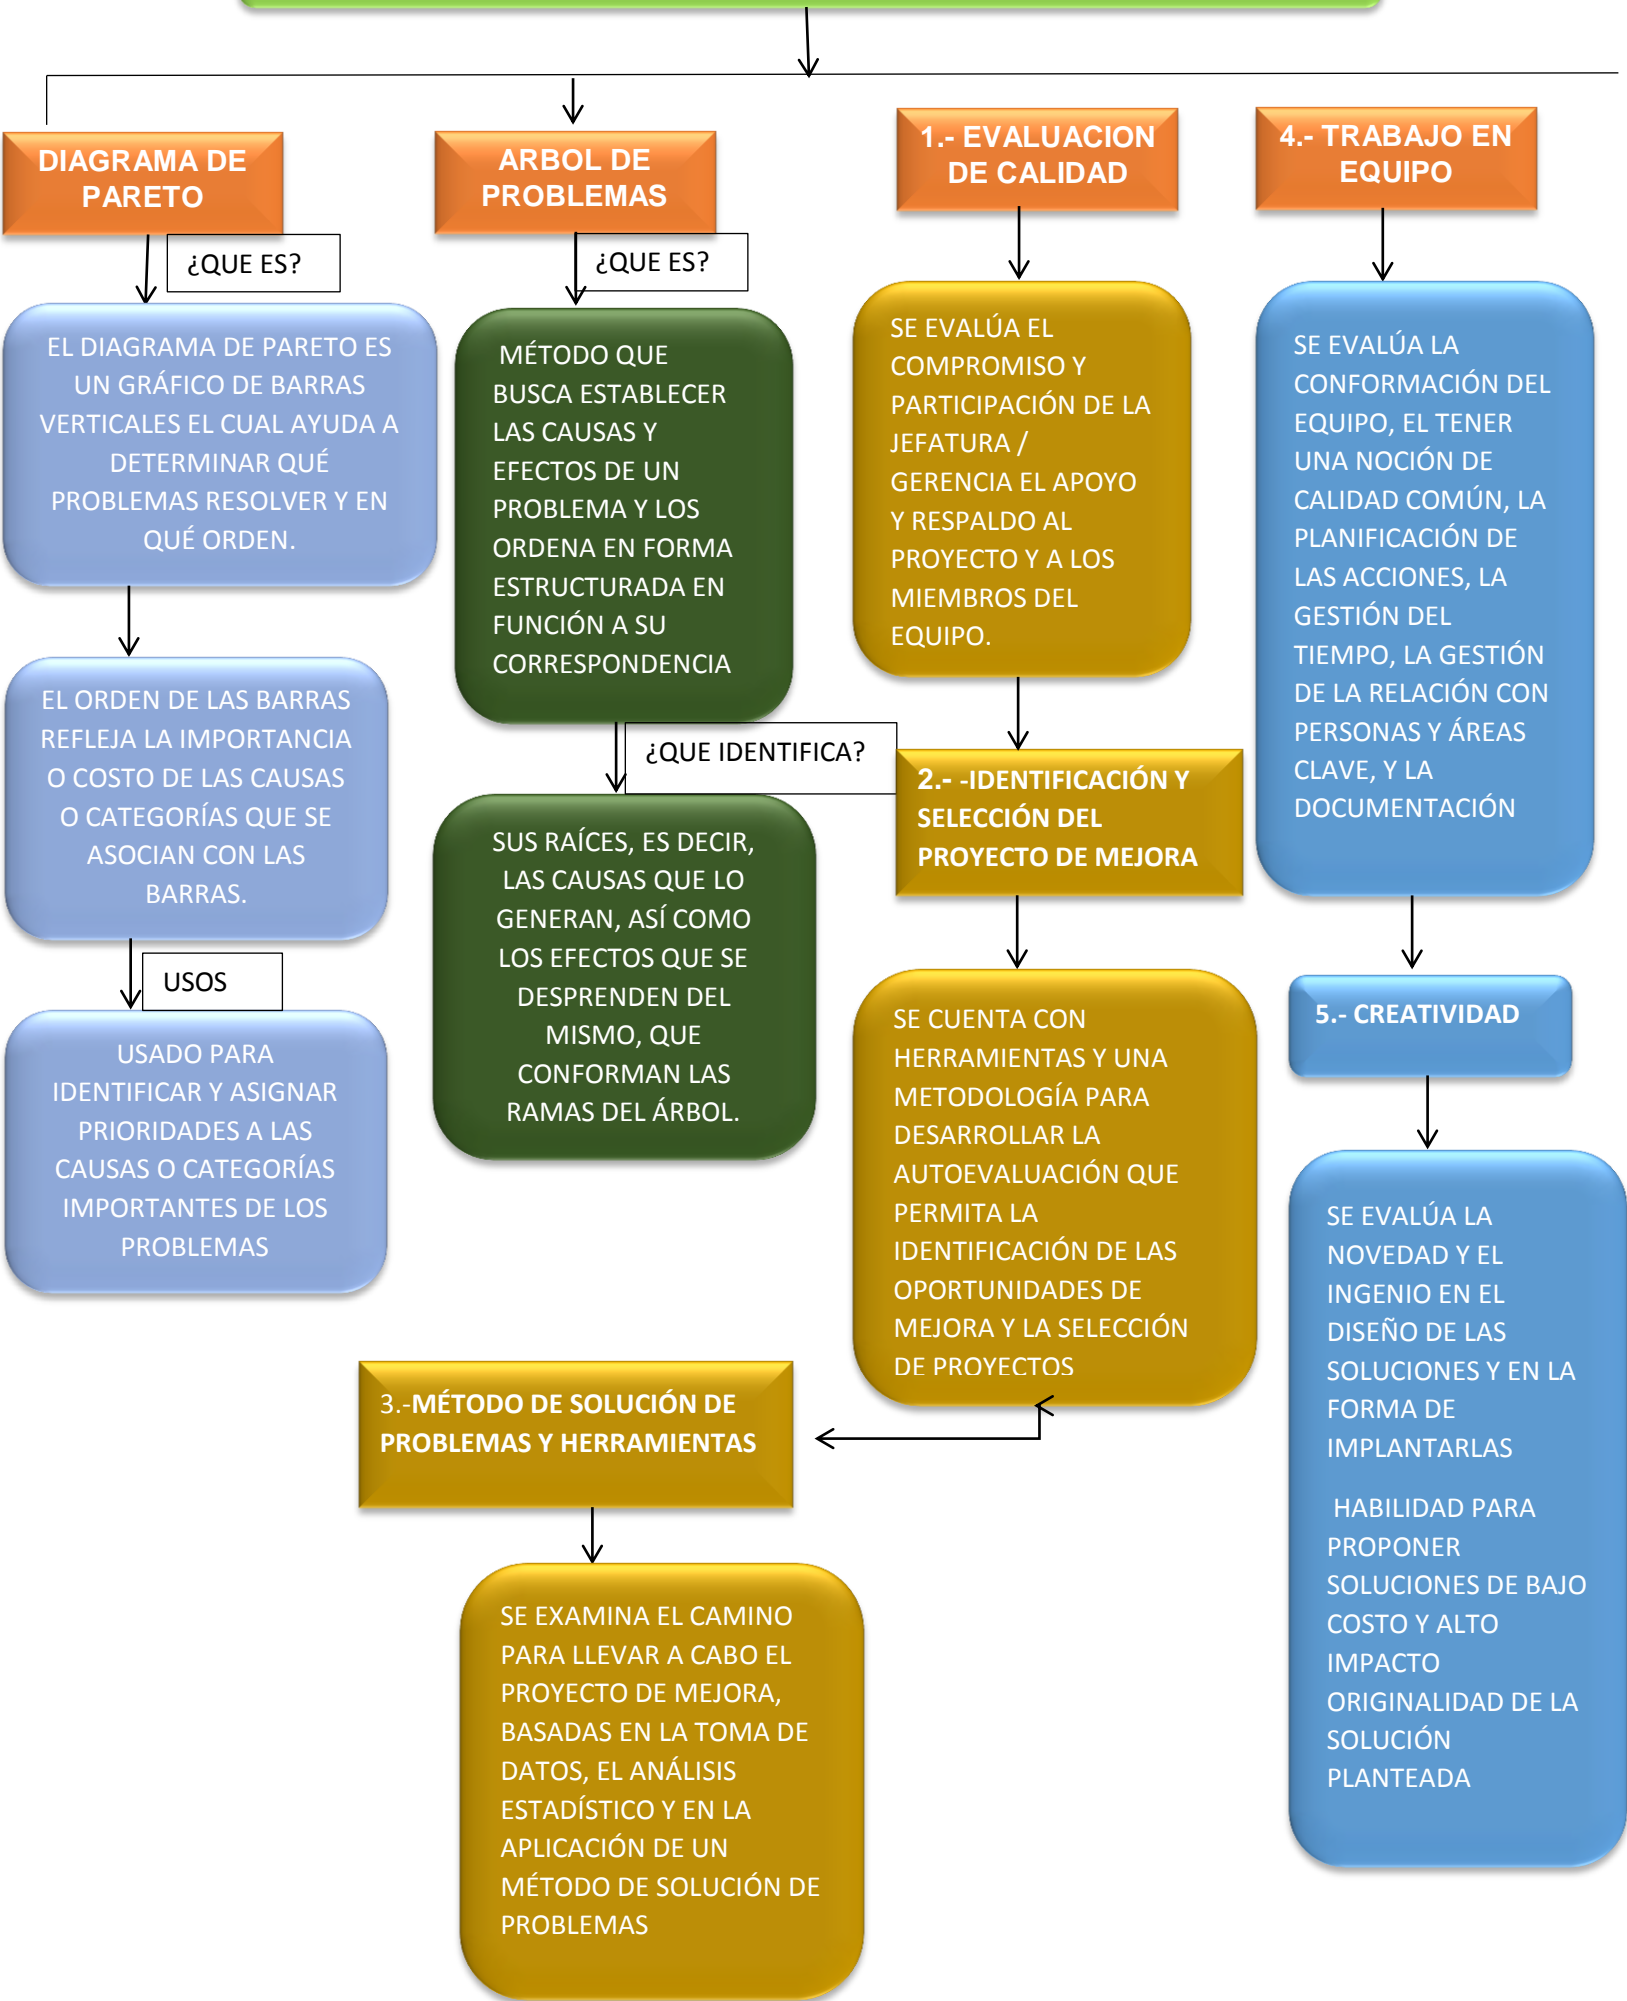 DIAGRAMA DE
PARETO
¿QUE ES?
EL DIAGRAMA DE PARETO ES
UN GRÁFICO DE BARRAS
VERTICALES EL CUAL AYUDA A
DETERMINAR QUÉ
PROBLEMAS RESOLVER Y EN
QUÉ ORDEN.
EL ORDEN DE LAS BARRAS
REFLEJA LA IMPORTANCIA
O COSTO DE LAS CAUSAS
O CATEGORÍAS QUE SE
ASOCIAN CON LAS
BARRAS.
USOS
USADO PARA
IDENTIFICAR Y ASIGNAR
PRIORIDADES A LAS
CAUSAS O CATEGORÍAS
IMPORTANTES DE LOS
PROBLEMAS
ARBOL DE
PROBLEMAS
¿QUE ES?
MÉTODO QUE
BUSCA ESTABLECER
LAS CAUSAS Y
EFECTOS DE UN
PROBLEMA Y LOS
ORDENA EN FORMA
ESTRUCTURADA EN
FUNCIÓN A SU
CORRESPONDENCIA
¿QUE IDENTIFICA?
SUS RAÍCES, ES DECIR,
LAS CAUSAS QUE LO
GENERAN, ASÍ COMO
LOS EFECTOS QUE SE
DESPRENDEN DEL
MISMO, QUE
CONFORMAN LAS
RAMAS DEL ÁRBOL.
1.- EVALUACION
DE CALIDAD
SE EVALÚA EL
COMPROMISO Y
PARTICIPACIÓN DE LA
JEFATURA /
GERENCIA EL APOYO
Y RESPALDO AL
PROYECTO Y A LOS
MIEMBROS DEL
EQUIPO.
2.- -IDENTIFICACIÓN Y
SELECCIÓN DEL
PROYECTO DE MEJORA
SE CUENTA CON
HERRAMIENTAS Y UNA
METODOLOGÍA PARA
DESARROLLAR LA
AUTOEVALUACIÓN QUE
PERMITA LA
IDENTIFICACIÓN DE LAS
OPORTUNIDADES DE
MEJORA Y LA SELECCIÓN
DE PROYECTOS
3.-MÉTODO DE SOLUCIÓN DE
PROBLEMAS Y HERRAMIENTAS
SE EXAMINA EL CAMINO
PARA LLEVAR A CABO EL
PROYECTO DE MEJORA,
BASADAS EN LA TOMA DE
DATOS, EL ANÁLISIS
ESTADÍSTICO Y EN LA
APLICACIÓN DE UN
MÉTODO DE SOLUCIÓN DE
PROBLEMAS
4.- TRABAJO EN
EQUIPO
SE EVALÚA LA
CONFORMACIÓN DEL
EQUIPO, EL TENER
UNA NOCIÓN DE
CALIDAD COMÚN, LA
PLANIFICACIÓN DE
LAS ACCIONES, LA
GESTIÓN DEL
TIEMPO, LA GESTIÓN
DE LA RELACIÓN CON
PERSONAS Y ÁREAS
CLAVE, Y LA
DOCUMENTACIÓN
5.- CREATIVIDAD
SE EVALÚA LA
NOVEDAD Y EL
INGENIO EN EL
DISEÑO DE LAS
SOLUCIONES Y EN LA
FORMA DE
IMPLANTARLAS
HABILIDAD PARA
PROPONER
SOLUCIONES DE BAJO
COSTO Y ALTO
IMPACTO
ORIGINALIDAD DE LA
SOLUCIÓN
PLANTEADA